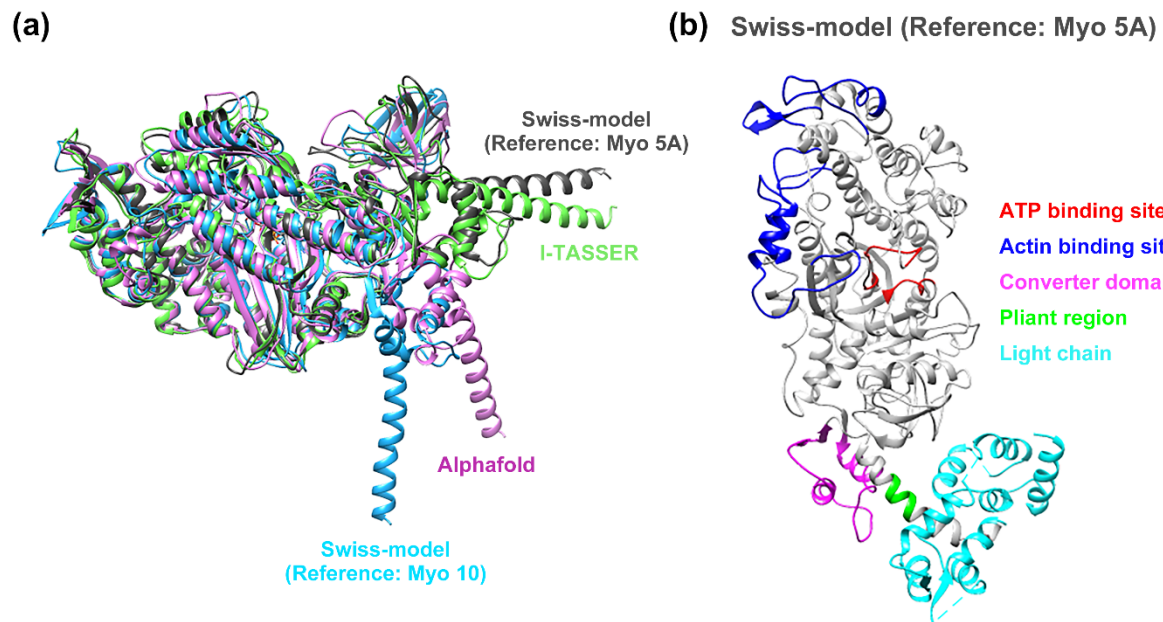 (a)
Swiss-model
(Reference: Myo 5A)
I-TASSER
Alphafold
Swiss-model
(Reference: Myo 10)
(b) Swiss-model (Reference: Myo 5A)
ATP binding site
Actin binding sit
Converter doma
Pliant region
Light chain